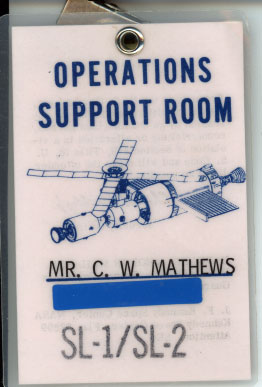 OPERATIONS
SUPPORT ROOM
MR. C. W. MATHEWS
SL-1/SL-2